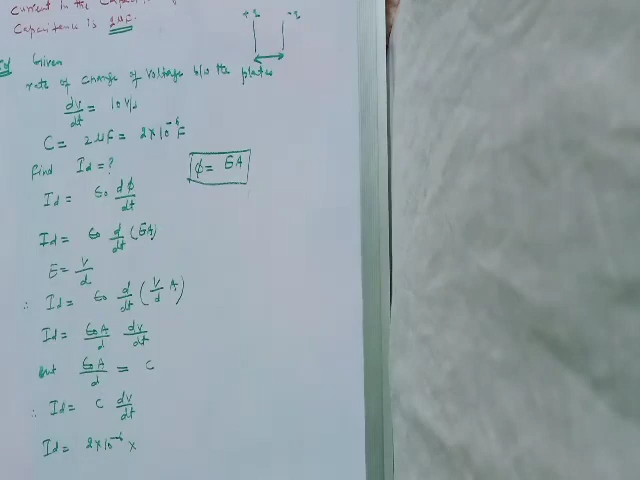 Current in the Capacitor
Capacitance is 2μF.
+q -q
Sol Given
rate of change of voltage b/w the plates
dv/dt = 10 V/s
C = 2μF = 2×10⁻⁶F
find Id = ?
φ = EA
Id = ε₀ dφ/dt
Id = ε₀ d/dt (EA)
E = V/d
∴ Id = ε₀ d/dt (V/d A)
Id = ε₀A/d dv/dt
but ε₀A/d = C
∴ Id = C dv/dt
Id = 2×10⁻⁶ ×